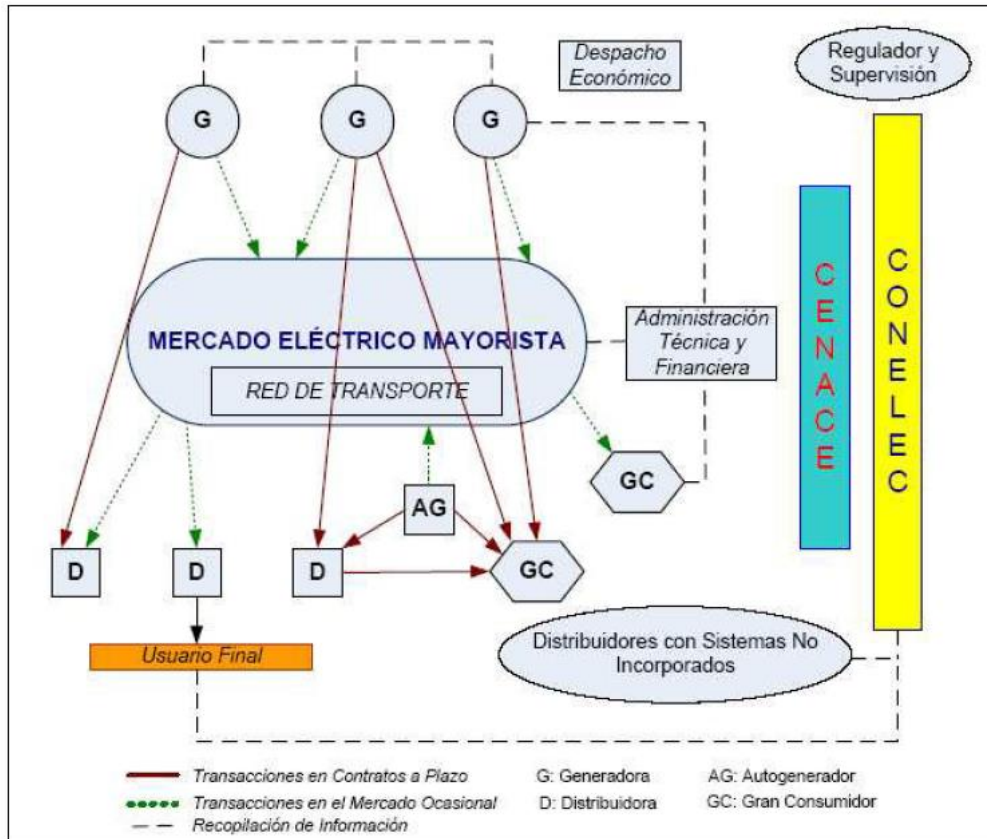 Despacho
Económico
Regulador y
Supervisión
G
G
G
MERCADO ELÉCTRICO MAYORISTA
RED DE TRANSPORTE
Administración
Técnica y
Financiera
CENACE
CONELEC
GC
AG
D
D
D
GC
Usuario Final
Distribuidores con Sistemas No
Incorporados
Transacciones en Contratos a Plazo G: Generadora AG: Autogenerador
Transacciones en el Mercado Ocasional D: Distribuidora GC: Gran Consumidor
Recopilación de Información